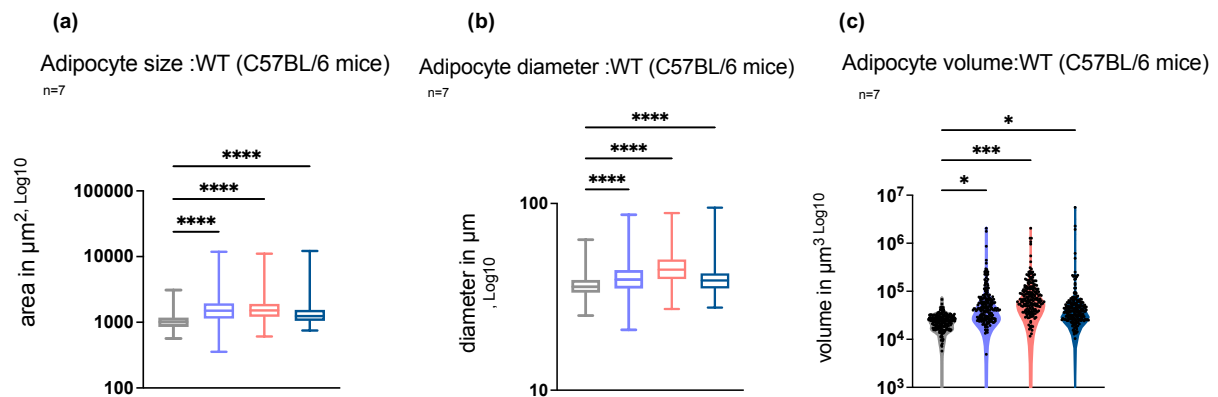 (a)
Adipocyte size :WT (C57BL/6 mice)
n=7
****
****
****
100000
10000
1000
100
area in µm2, Log10
(b)
Adipocyte diameter :WT (C57BL/6 mice)
n=7
****
****
****
100
10
diameter in µm
, Log10
(c)
Adipocyte volume:WT (C57BL/6 mice)
n=7
*
***
*
10⁷
10⁶
10⁵
10⁴
10³
volume in µm³ Log10